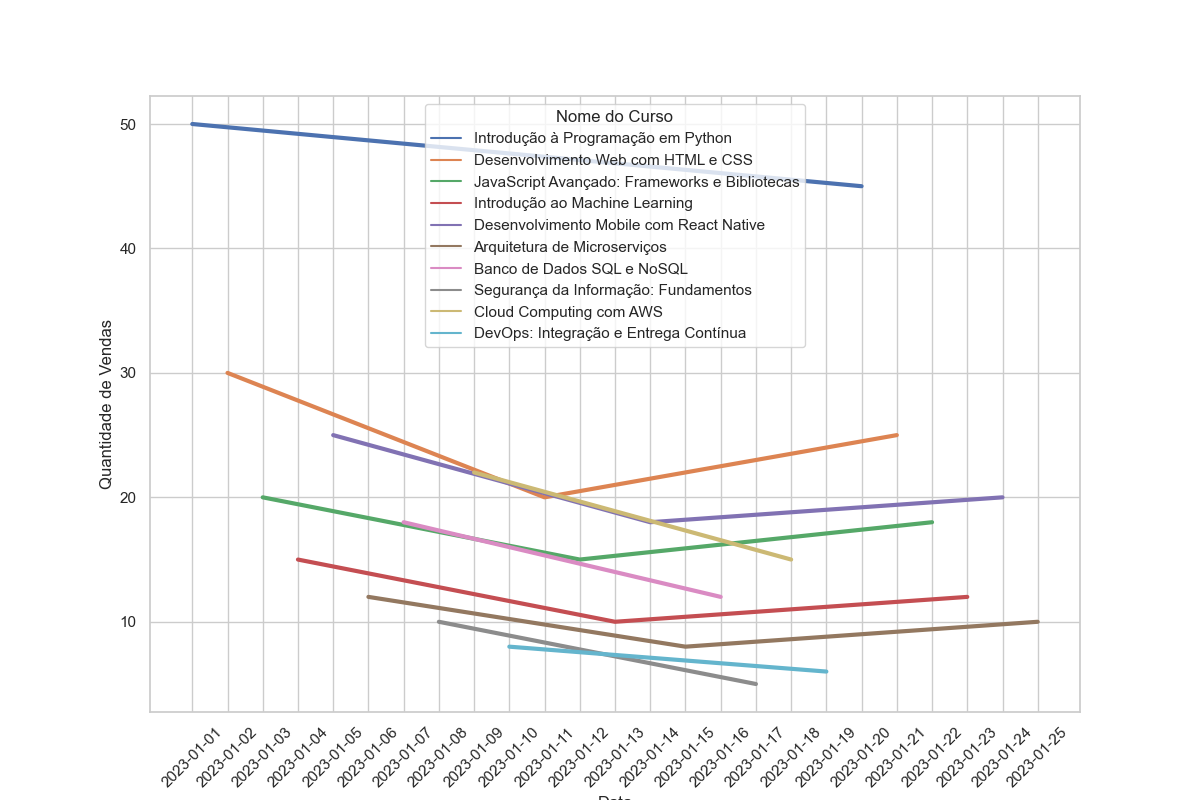 Nome do Curso
Introdução à Programação em Python
Desenvolvimento Web com HTML e CSS
JavaScript Avançado: Frameworks e Bibliotecas
Introdução ao Machine Learning
Desenvolvimento Mobile com React Native
Arquitetura de Microserviços
Banco de Dados SQL e NoSQL
Segurança da Informação: Fundamentos
Cloud Computing com AWS
DevOps: Integração e Entrega Contínua
Quantidade de Vendas
50
40
30
20
10
2023-01-01
2023-01-02
2023-01-03
2023-01-04
2023-01-05
2023-01-06
2023-01-07
2023-01-08
2023-01-09
2023-01-10
2023-01-11
2023-01-12
2023-01-13
2023-01-14
2023-01-15
2023-01-16
2023-01-17
2023-01-18
2023-01-19
2023-01-20
2023-01-21
2023-01-22
2023-01-23
2023-01-24
2023-01-25
Data